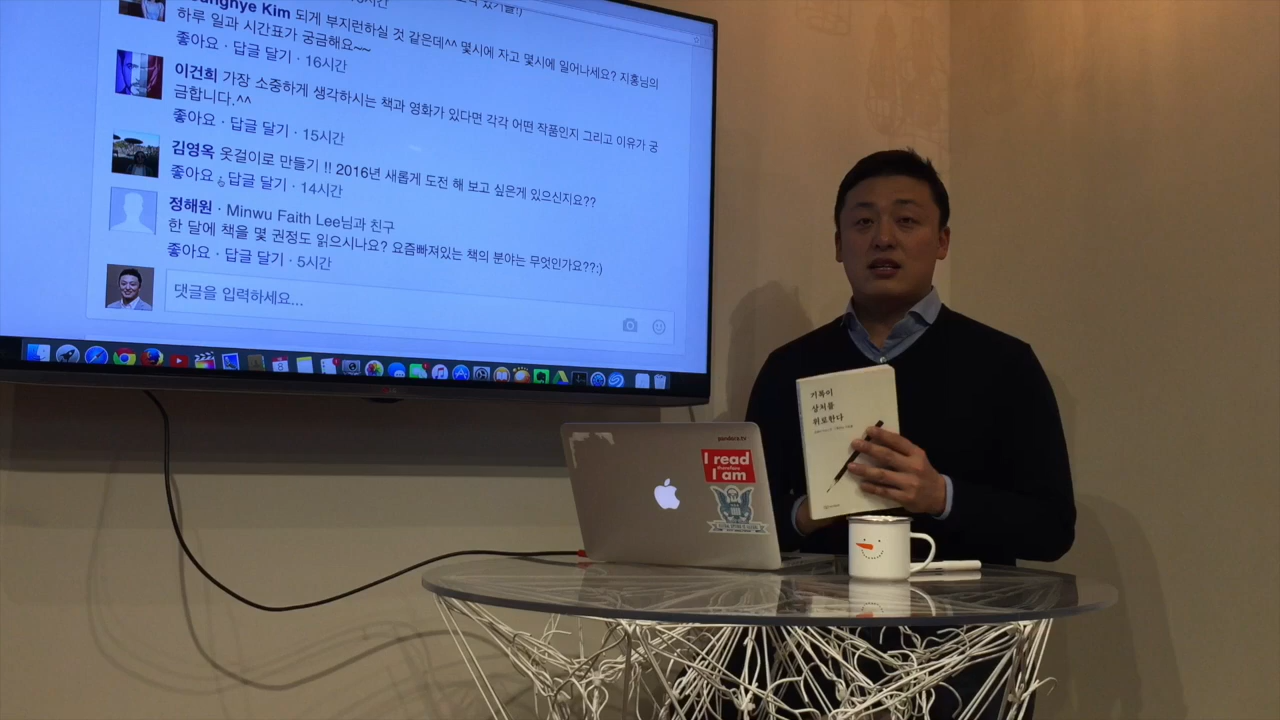 Kim 되게 부지런하실 것 같은데^^ 몇시에 자고 몇시에 일어나세요? 지홍님의
하루 일과 시간표가 궁금해요~~
좋아요 · 답글 달기 · 16시간
이건희 가장 소중하게 생각하시는 책과 영화가 있다면 각각 어떤 작품인지 그리고 이유가 궁
금합니다.^^
좋아요 · 답글 달기 · 15시간
김영옥 옷걸이로 만들기 !! 2016년 새롭게 도전 해 보고 싶은게 있으신지요??
좋아요 · 답글 달기 · 14시간
정해원 · Minwu Faith Lee님과 친구
한 달에 책을 몇 권정도 읽으시나요? 요즘빠져있는 책의 분야는 무엇인가요??:)
좋아요 · 답글 달기 · 5시간
댓글을 입력하세요...
pandora.tv
I read
therefore
I am
기록이
상처를
위로한다